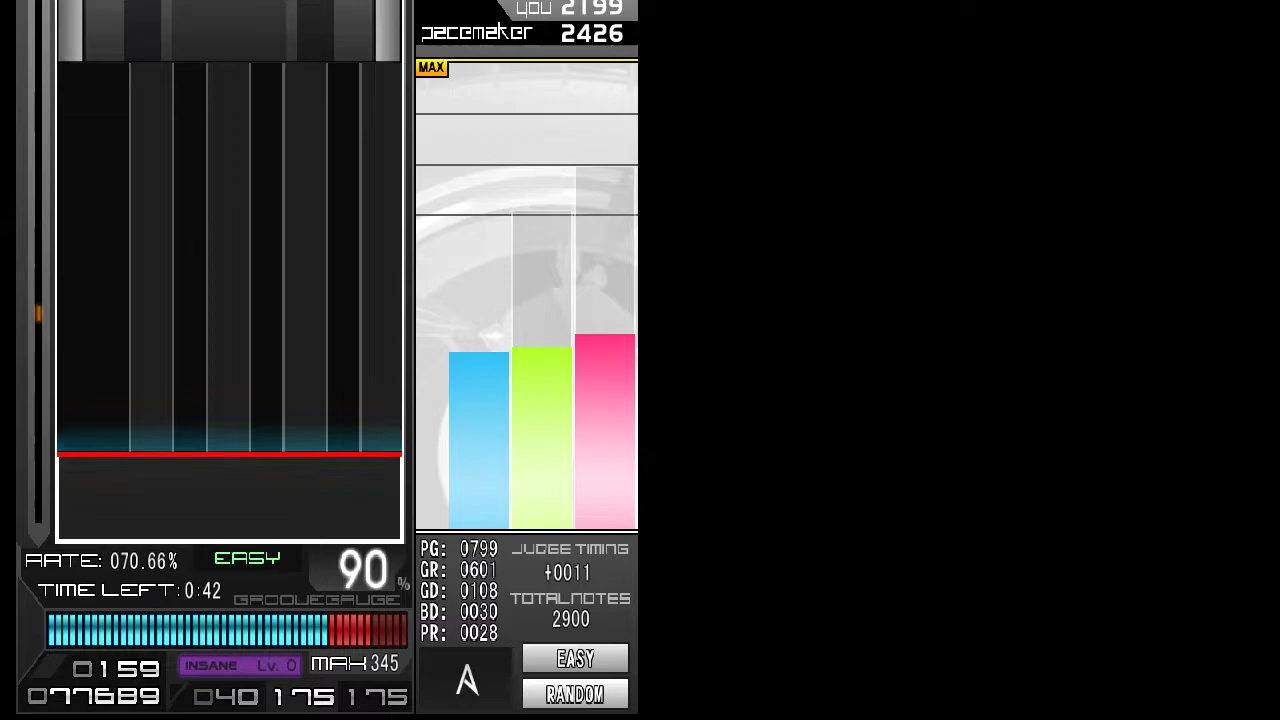 you 2199
pacemaker 2426
MAX
RATE: 070.66%
EASY
90 %
TIME LEFT: 0:42
GROOVEGAUGE
0159
INSANE Lv. 0
MAX 345
077689
040 175 175
PG: 0799
GR: 0601
GD: 0108
BD: 0030
PR: 0028
JUDGE TIMING
+0011
TOTALNOTES
2900
A
EASY
RANDOM